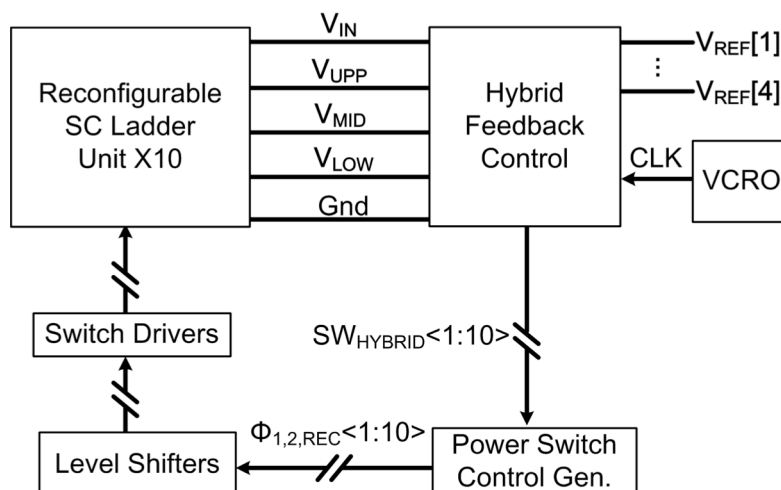 Reconfigurable
SC Ladder
Unit X10
V_IN
V_UPP
V_MID
V_LOW
Gnd
Hybrid
Feedback
Control
V_REF[1]
⋮
V_REF[4]
CLK
VCRO
Switch Drivers
SW_HYBRID<1:10>
Level Shifters
Φ_1,2,REC<1:10>
Power Switch
Control Gen.